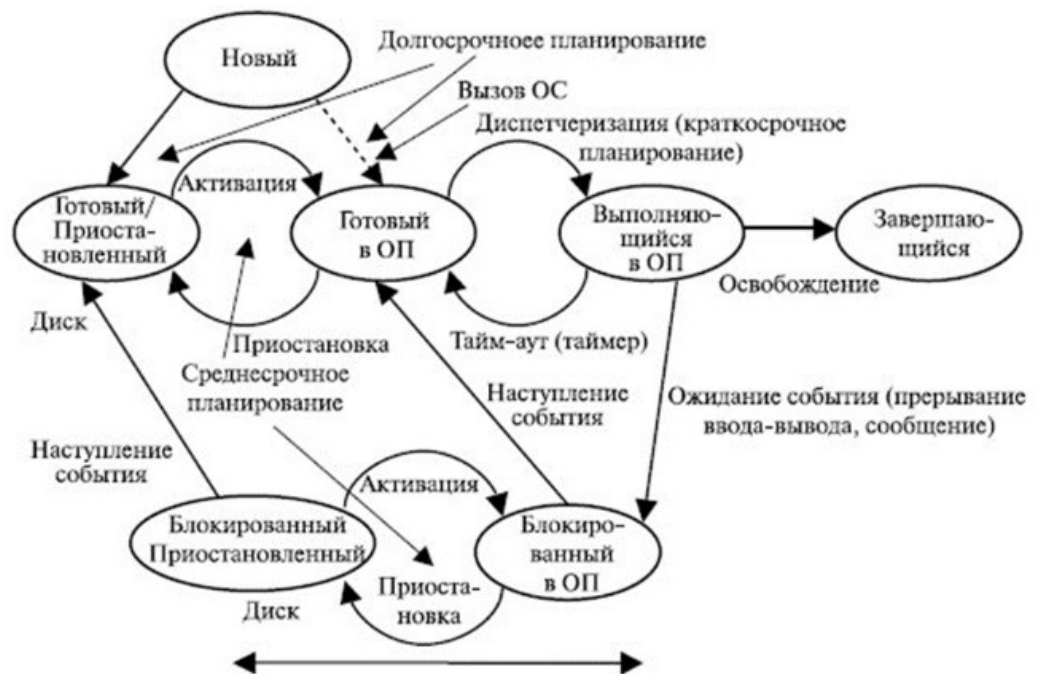 Новый
Долгосрочноее планирование
Вызов ОС
Диспетчеризация (краткосрочное
планирование)
Активация
Готовый/
Приоста-
новленный
Готовый
в ОП
Выполняю-
щийся
в ОП
Завершаю-
щийся
Освобождение
Диск
Приостановка
Тайм-аут (таймер)
Среднесрочное
планирование
Наступление
события
Ожидание события (прерывание
ввода-вывода, сообщение)
Наступление
события
Активация
Блокированный
Приостановленный
Блокиро-
ванный
в ОП
Приоста-
новка
Диск